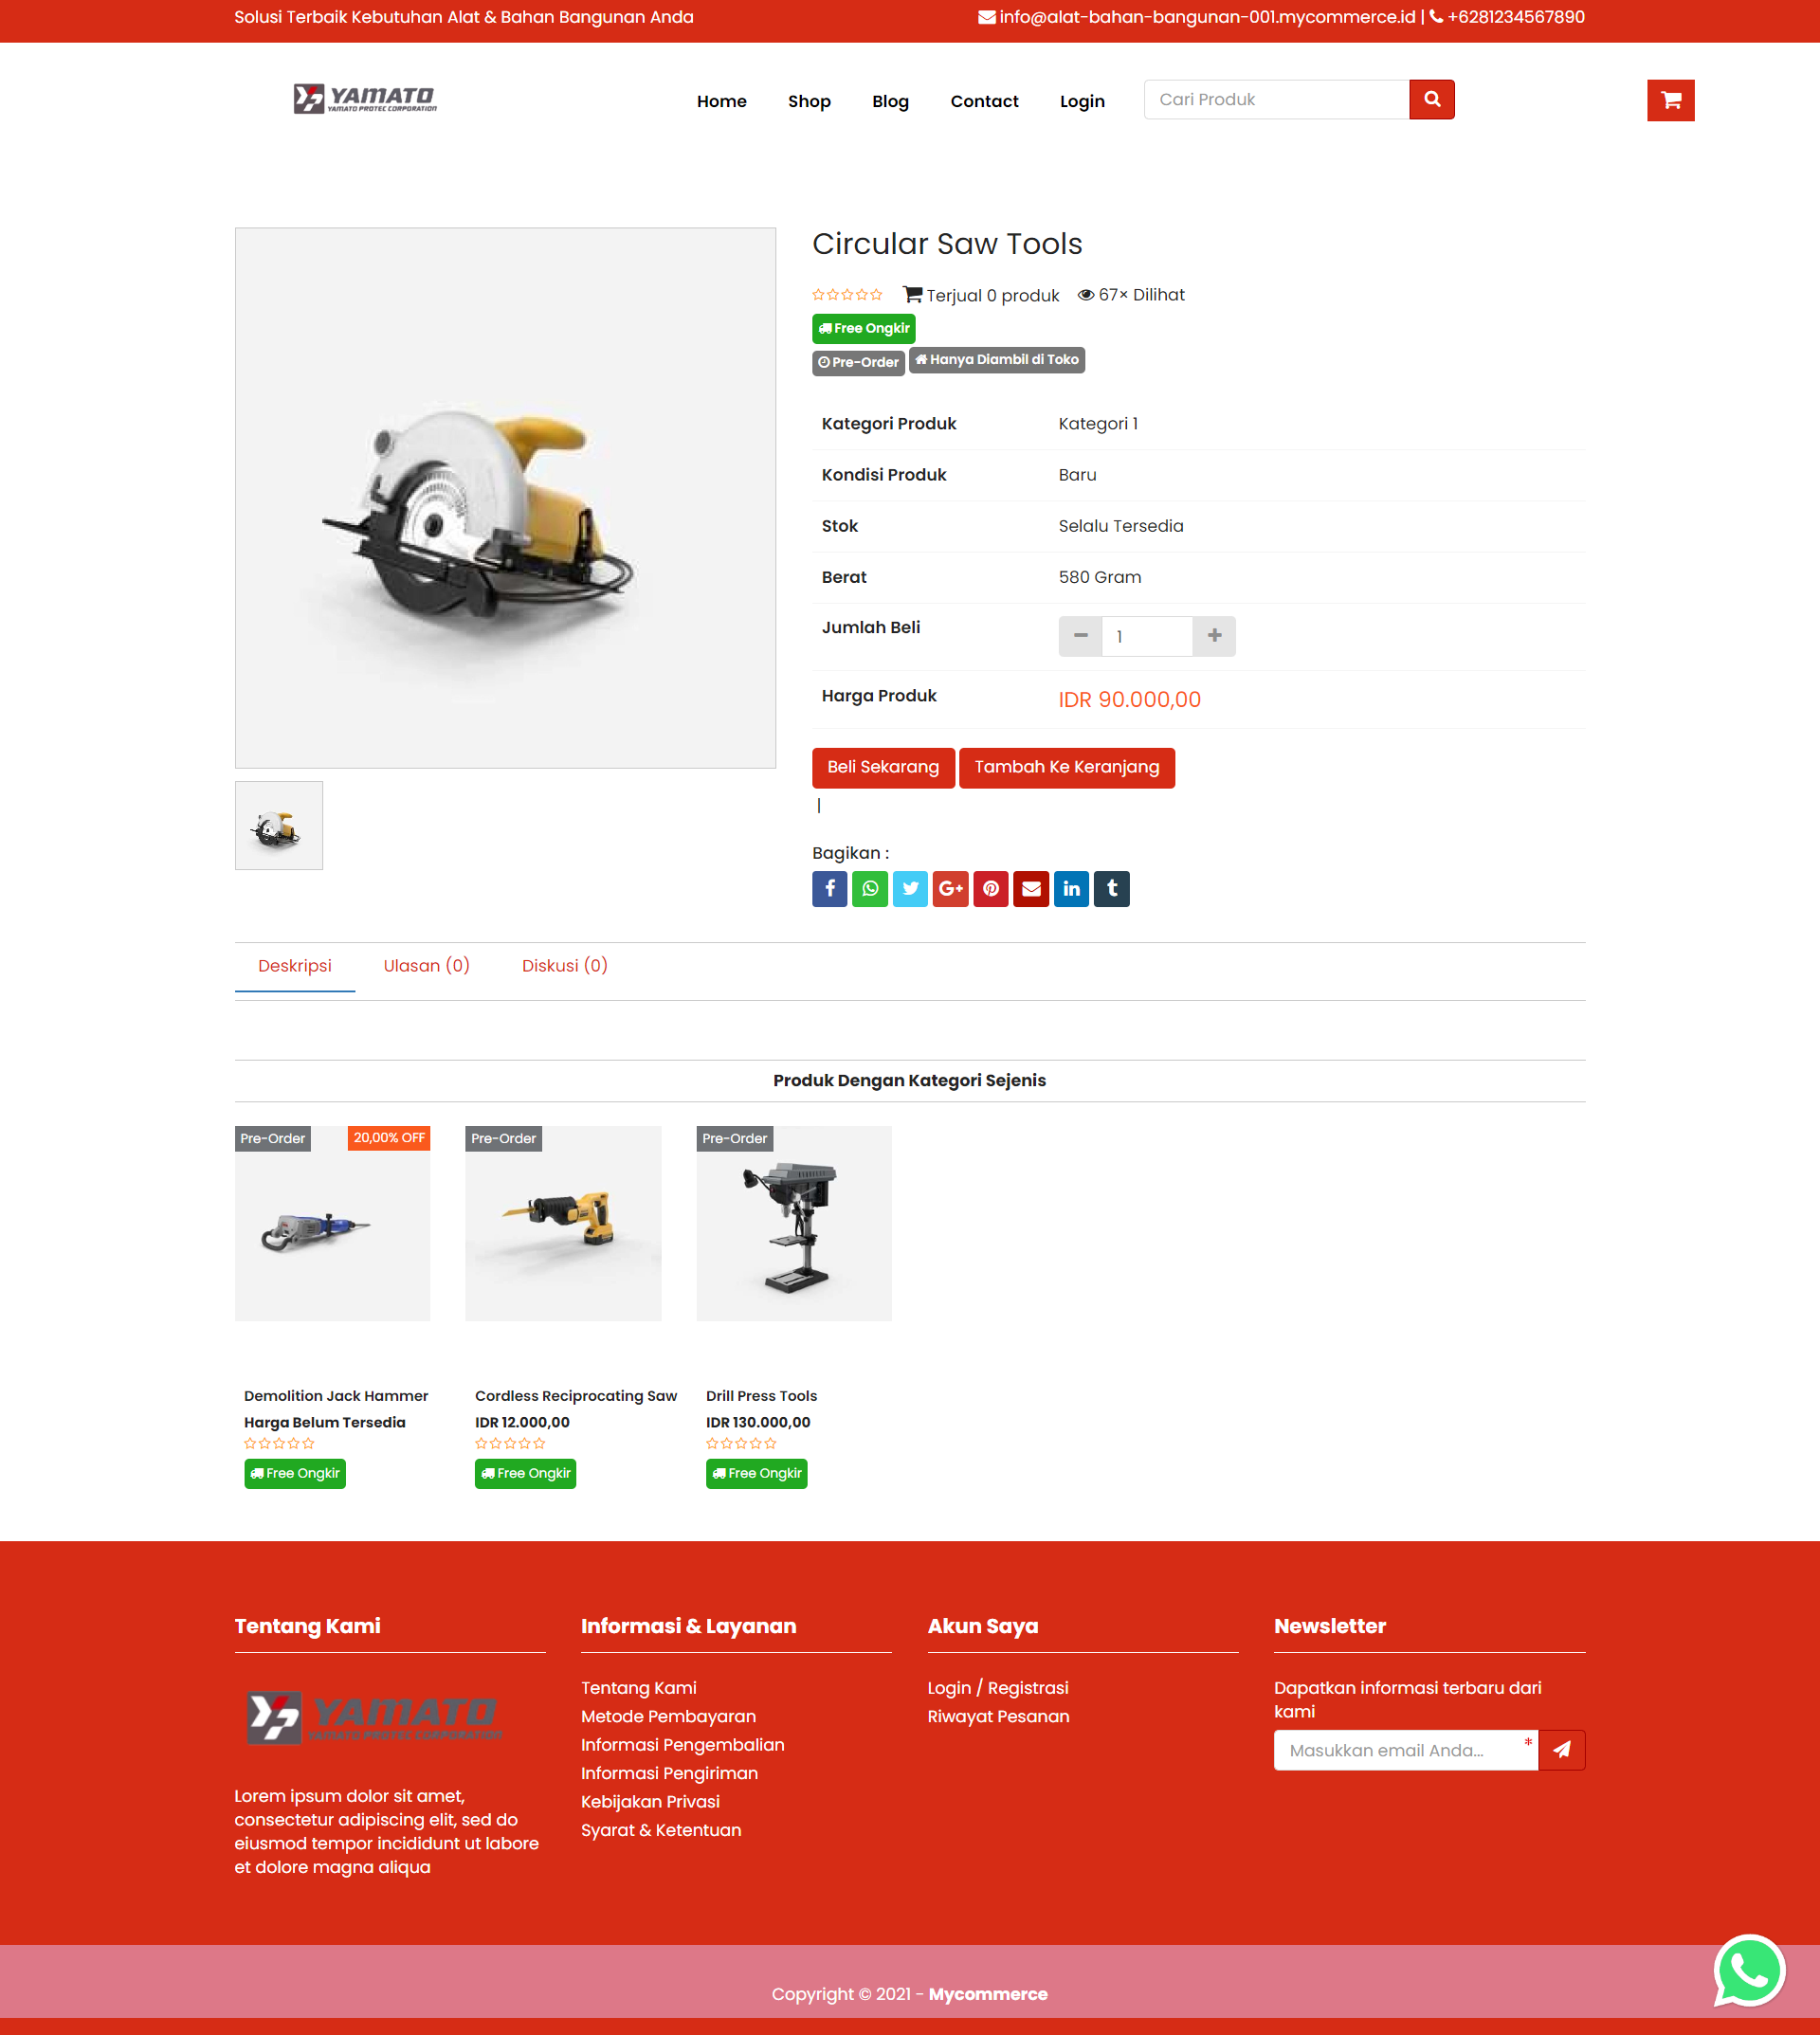 Solusi Terbaik Kebutuhan Alat & Bahan Bangunan Anda
info@alat-bahan-bangunan-001.mycommerce.id | +6281234567890
YAMATO
YAMATO PROTEC CORPORATION
Home Shop Blog Contact Login Cari Produk
Circular Saw Tools
Terjual 0 produk 67× Dilihat
Free Ongkir
Pre-Order Hanya Diambil di Toko
Kategori Produk Kategori 1
Kondisi Produk Baru
Stok Selalu Tersedia
Berat 580 Gram
Jumlah Beli 1
Harga Produk IDR 90.000,00
Beli Sekarang Tambah Ke Keranjang
|
Bagikan :
Deskripsi Ulasan (0) Diskusi (0)
Produk Dengan Kategori Sejenis
Pre-Order 20,00% OFF
Demolition Jack Hammer
Harga Belum Tersedia
Free Ongkir
Pre-Order
Cordless Reciprocating Saw
IDR 12.000,00
Free Ongkir
Pre-Order
Drill Press Tools
IDR 130.000,00
Free Ongkir
Tentang Kami
YAMATO
YAMATO PROTEC CORPORATION
Lorem ipsum dolor sit amet,
consectetur adipiscing elit, sed do
eiusmod tempor incididunt ut labore
et dolore magna aliqua
Informasi & Layanan
Tentang Kami
Metode Pembayaran
Informasi Pengembalian
Informasi Pengiriman
Kebijakan Privasi
Syarat & Ketentuan
Akun Saya
Login / Registrasi
Riwayat Pesanan
Newsletter
Dapatkan informasi terbaru dari
kami
Masukkan email Anda... *
Copyright © 2021 - Mycommerce